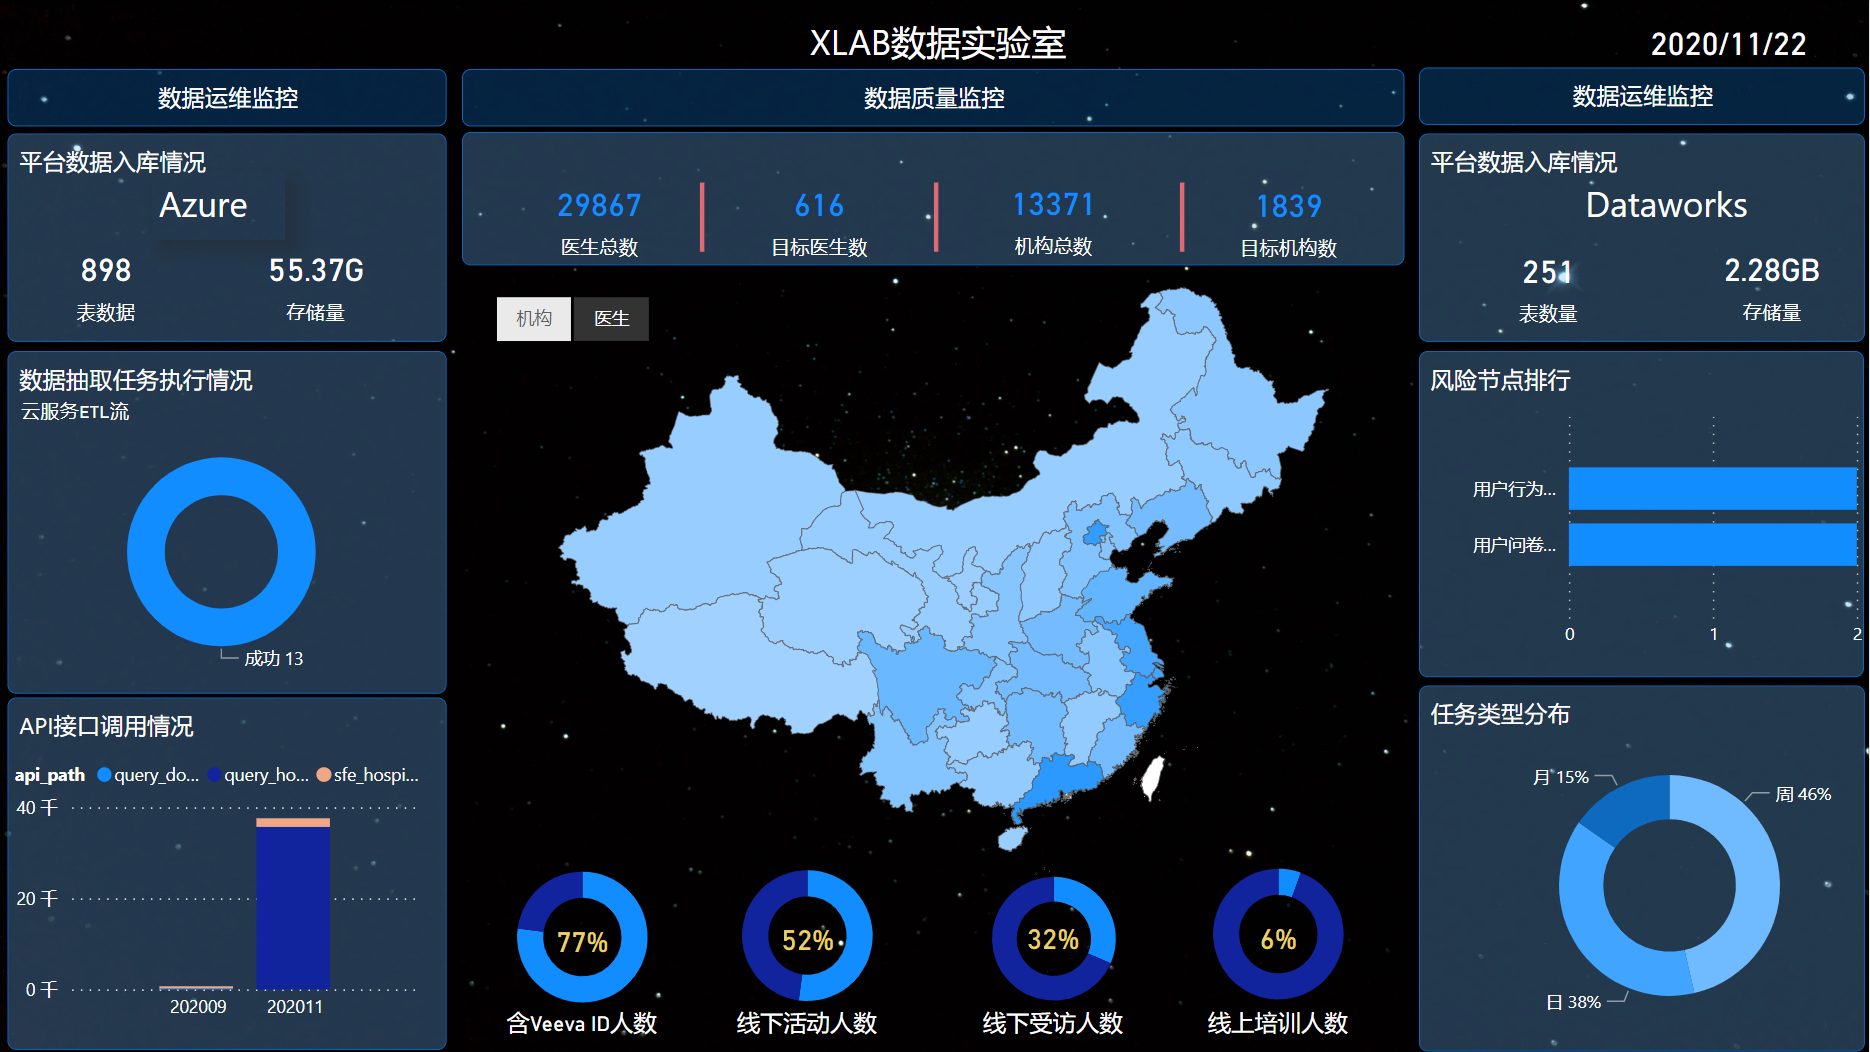 XLAB数据实验室
2020/11/22
数据运维监控
平台数据入库情况
Azure
898
55.37G
表数据
存储量
数据抽取任务执行情况
云服务ETL流
成功 13
API接口调用情况
api_path query_do... query_ho... sfe_hospi...
40 千
20 千
0 千
202009
202011
数据质量监控
29867
616
13371
1839
医生总数
目标医生数
机构总数
目标机构数
机构
医生
77%
52%
32%
6%
含Veeva ID人数
线下活动人数
线下受访人数
线上培训人数
数据运维监控
平台数据入库情况
Dataworks
251
2.28GB
表数量
存储量
风险节点排行
用户行为...
用户问卷...
0
1
2
任务类型分布
月 15%
周 46%
日 38%